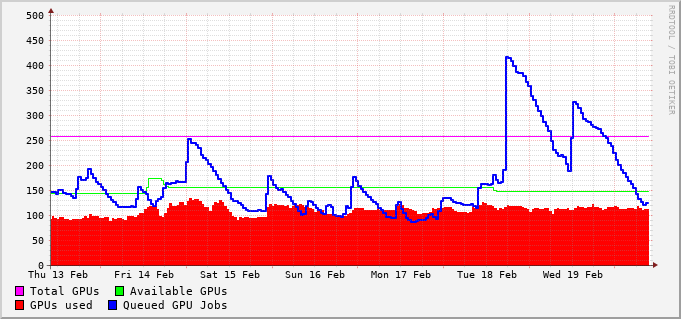 500
450
400
350
300
250
200
150
100
50
0
Thu 13 Feb Fri 14 Feb Sat 15 Feb Sun 16 Feb Mon 17 Feb Tue 18 Feb Wed 19 Feb
Total GPUs Available GPUs
GPUs used Queued GPU Jobs
RRDTOOL / TOBI OETIKER